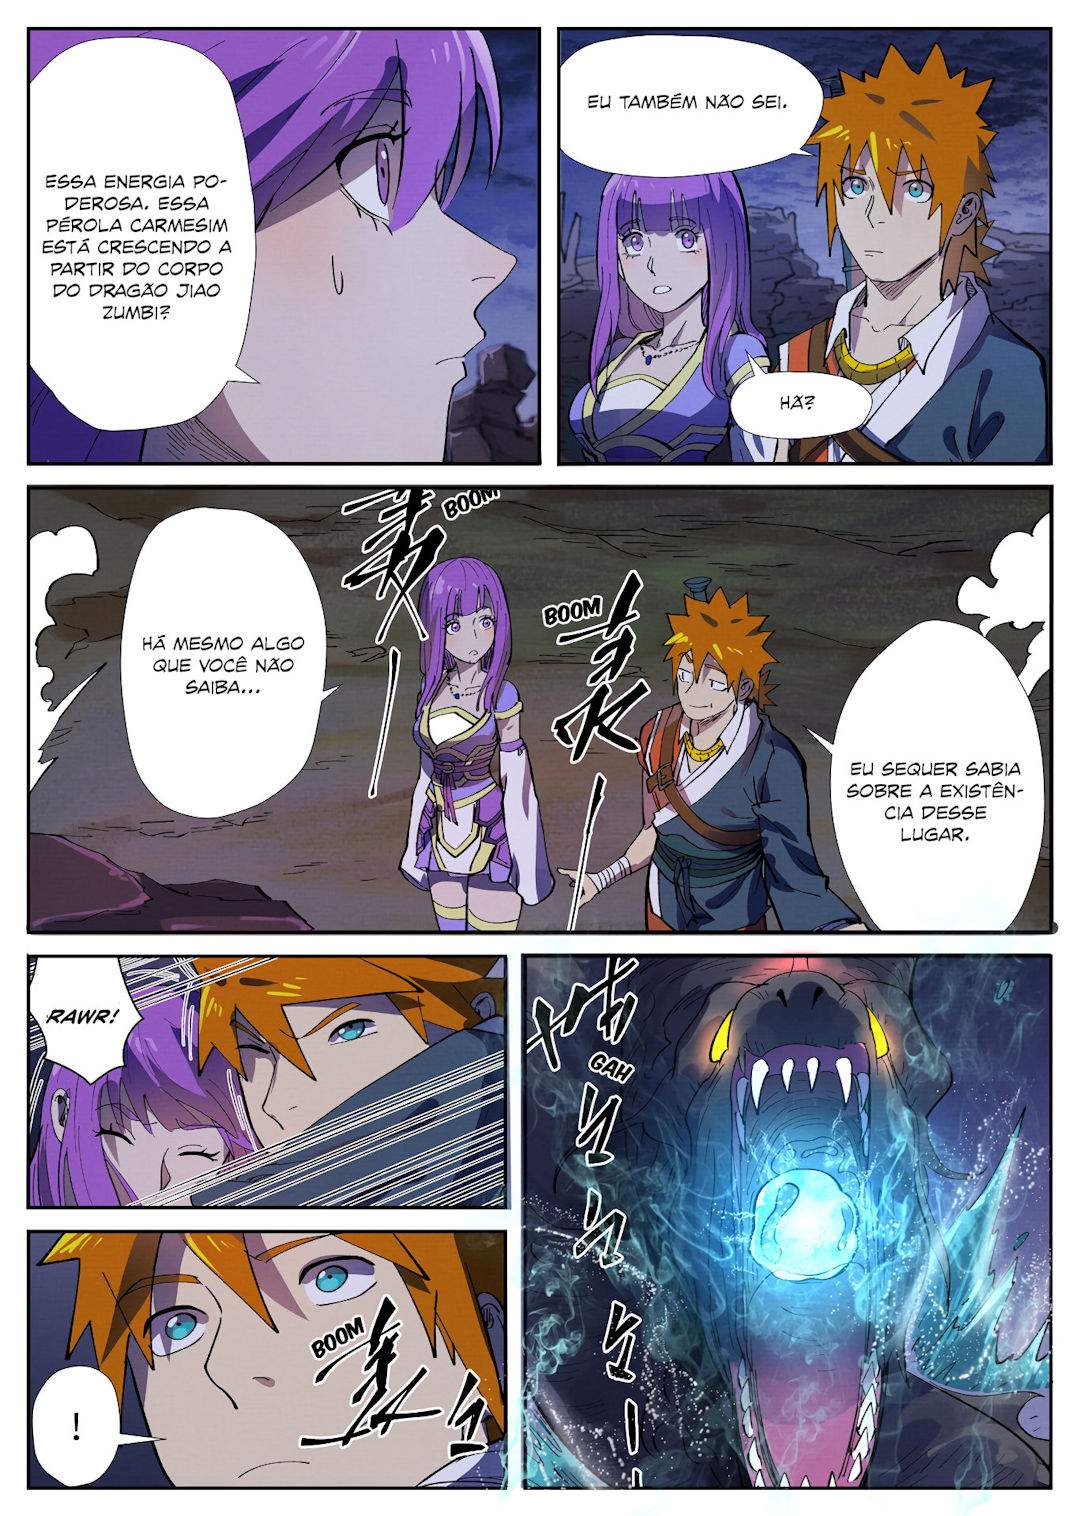 ESSA ENERGIA PO-
DEROSA. ESSA
PÉROLA CARMESIM
ESTÁ CRESCENDO A
PARTIR DO CORPO
DO DRAGÃO JIAO
ZUMBI?
EU TAMBÉM NÃO SEI.
HÃ?
BOOM
HÁ MESMO ALGO
QUE VOCÊ NÃO
SAIBA...
BOOM
EU SEQUER SABIA
SOBRE A EXISTÊN-
CIA DESSE
LUGAR.
RAWR!
GAH
BOOM
!